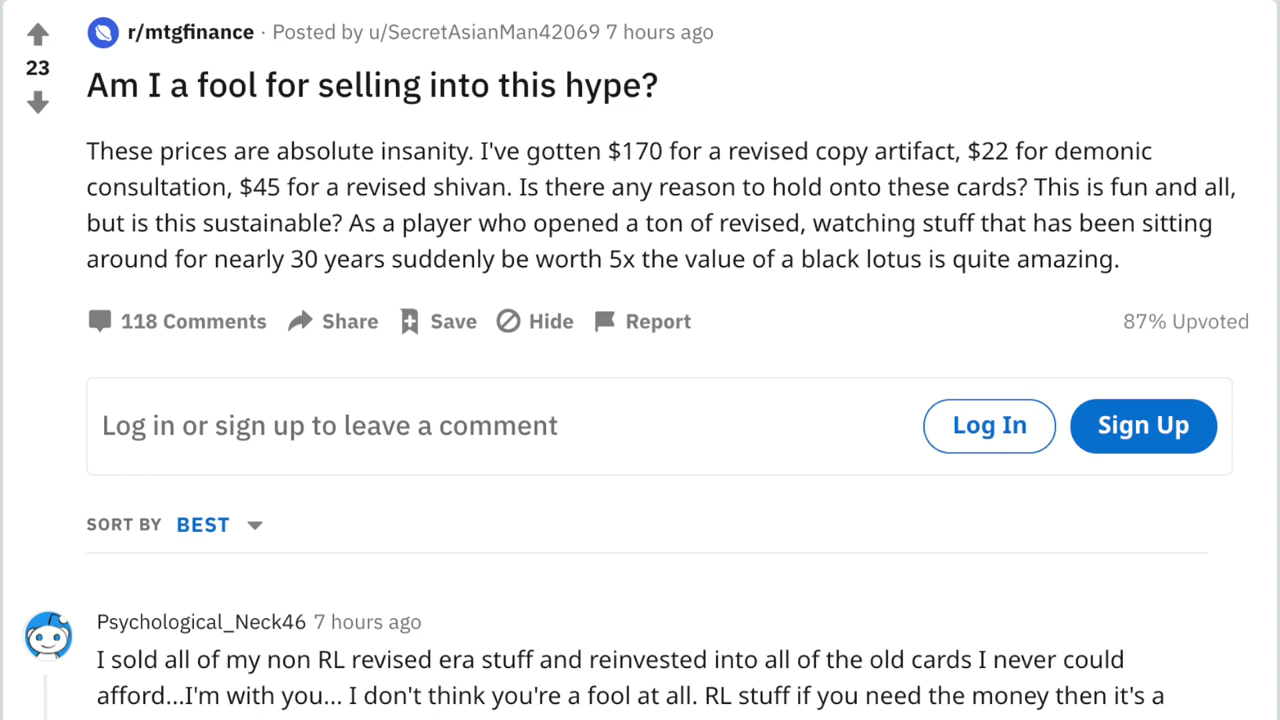 r/mtgfinance · Posted by u/SecretAsianMan42069 7 hours ago
23
Am I a fool for selling into this hype?
These prices are absolute insanity. I've gotten $170 for a revised copy artifact, $22 for demonic
consultation, $45 for a revised shivan. Is there any reason to hold onto these cards? This is fun and all,
but is this sustainable? As a player who opened a ton of revised, watching stuff that has been sitting
around for nearly 30 years suddenly be worth 5x the value of a black lotus is quite amazing.
118 Comments Share Save Hide Report 87% Upvoted
Log in or sign up to leave a comment Log In Sign Up
SORT BY BEST
Psychological_Neck46 7 hours ago
I sold all of my non RL revised era stuff and reinvested into all of the old cards I never could
afford...I'm with you... I don't think you're a fool at all. RL stuff if you need the money then it's a